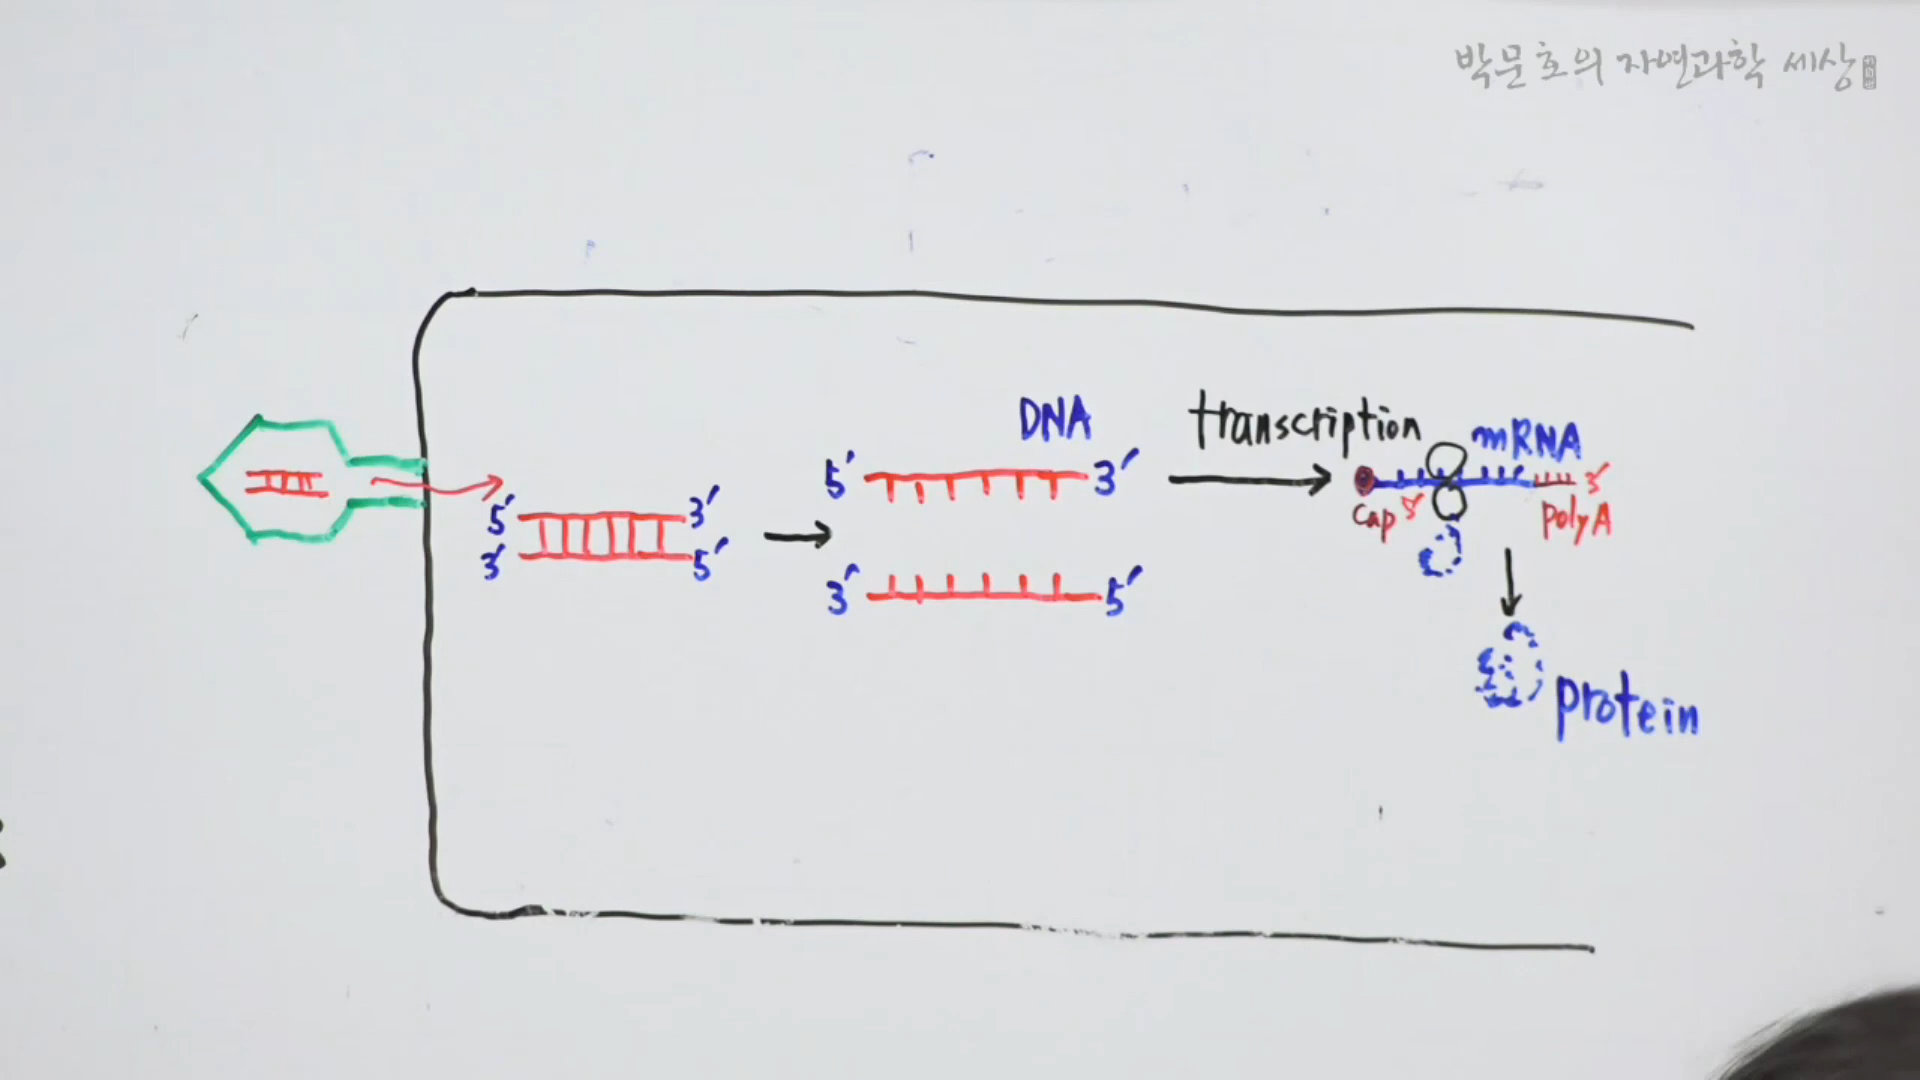 박문호의 자연과학 세상
DNA
transcription
mRNA
5′ 3′
3′ 5′
5′ 3′
3′ 5′
Cap 5′
3′
poly A
protein